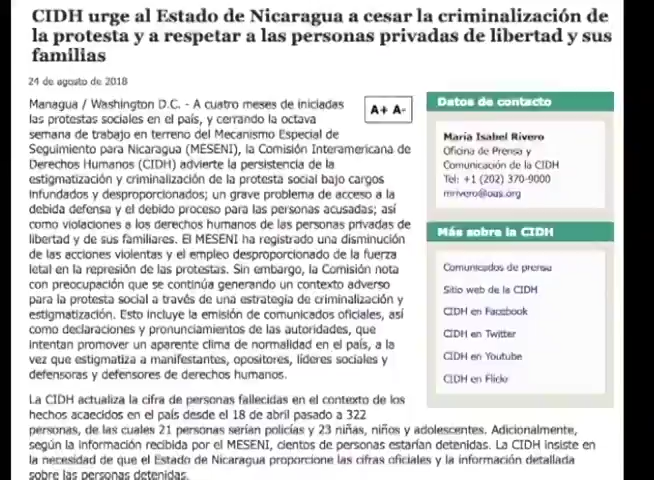 CIDH urge al Estado de Nicaragua a cesar la criminalización de
la protesta y a respetar a las personas privadas de libertad y sus
familias
24 de agosto de 2018
Managua / Washington D.C. - A cuatro meses de iniciadas
las protestas sociales en el país, y cerrando la octava
semana de trabajo en terreno del Mecanismo Especial de
Seguimiento para Nicaragua (MESENI), la Comisión Interamericana de
Derechos Humanos (CIDH) advierte la persistencia de la
estigmatización y criminalización de la protesta social bajo cargos
infundados y desproporcionados; un grave problema de acceso a la
debida defensa y el debido proceso para las personas acusadas; así
como violaciones a los derechos humanos de las personas privadas de
libertad y de sus familiares. El MESENI ha registrado una disminución
de las acciones violentas y el empleo desproporcionado de la fuerza
letal en la represión de las protestas. Sin embargo, la Comisión nota
con preocupación que se continúa generando un contexto adverso
para la protesta social a través de una estrategia de criminalización y
estigmatización. Esto incluye la emisión de comunicados oficiales, así
como declaraciones y pronunciamientos de las autoridades, que
intentan promover un aparente clima de normalidad en el país, a la
vez que estigmatiza a manifestantes, opositores, líderes sociales y
defensoras y defensores de derechos humanos.
La CIDH actualiza la cifra de personas fallecidas en el contexto de los
hechos acaecidos en el país desde el 18 de abril pasado a 322
personas, de las cuales 21 personas serían policías y 23 niñas, niños y adolescentes. Adicionalmente,
según la información recibida por el MESENI, cientos de personas estarían detenidas. La CIDH insiste en
la necesidad de que el Estado de Nicaragua proporcione las cifras oficiales y la información detallada
sobre las personas detenidas.
A+ A-
Datos de contacto
María Isabel Rivero
Oficina de Prensa y
Comunicación de la CIDH
Tel: +1 (202) 370-9000
mrivero@oas.org
Más sobre la CIDH
Comunicados de prensa
Sitio web de la CIDH
CIDH en Facebook
CIDH en Twitter
CIDH en Youtube
CIDH en Flickr